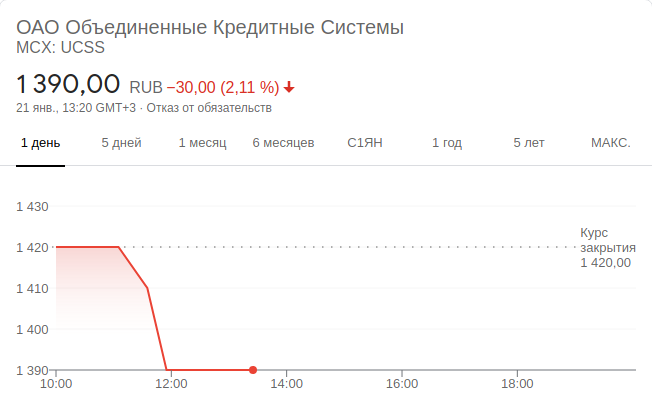 ОАО Объединенные Кредитные Системы
MCX: UCSS
1 390,00 RUB −30,00 (2,11 %)
21 янв., 13:20 GMT+3 · Отказ от обязательств
1 день 5 дней 1 месяц 6 месяцев С1ЯН 1 год 5 лет МАКС.
1 430
Курс
1 420 закрытия
1 420,00
1 410
1 400
1 390
10:00 12:00 14:00 16:00 18:00